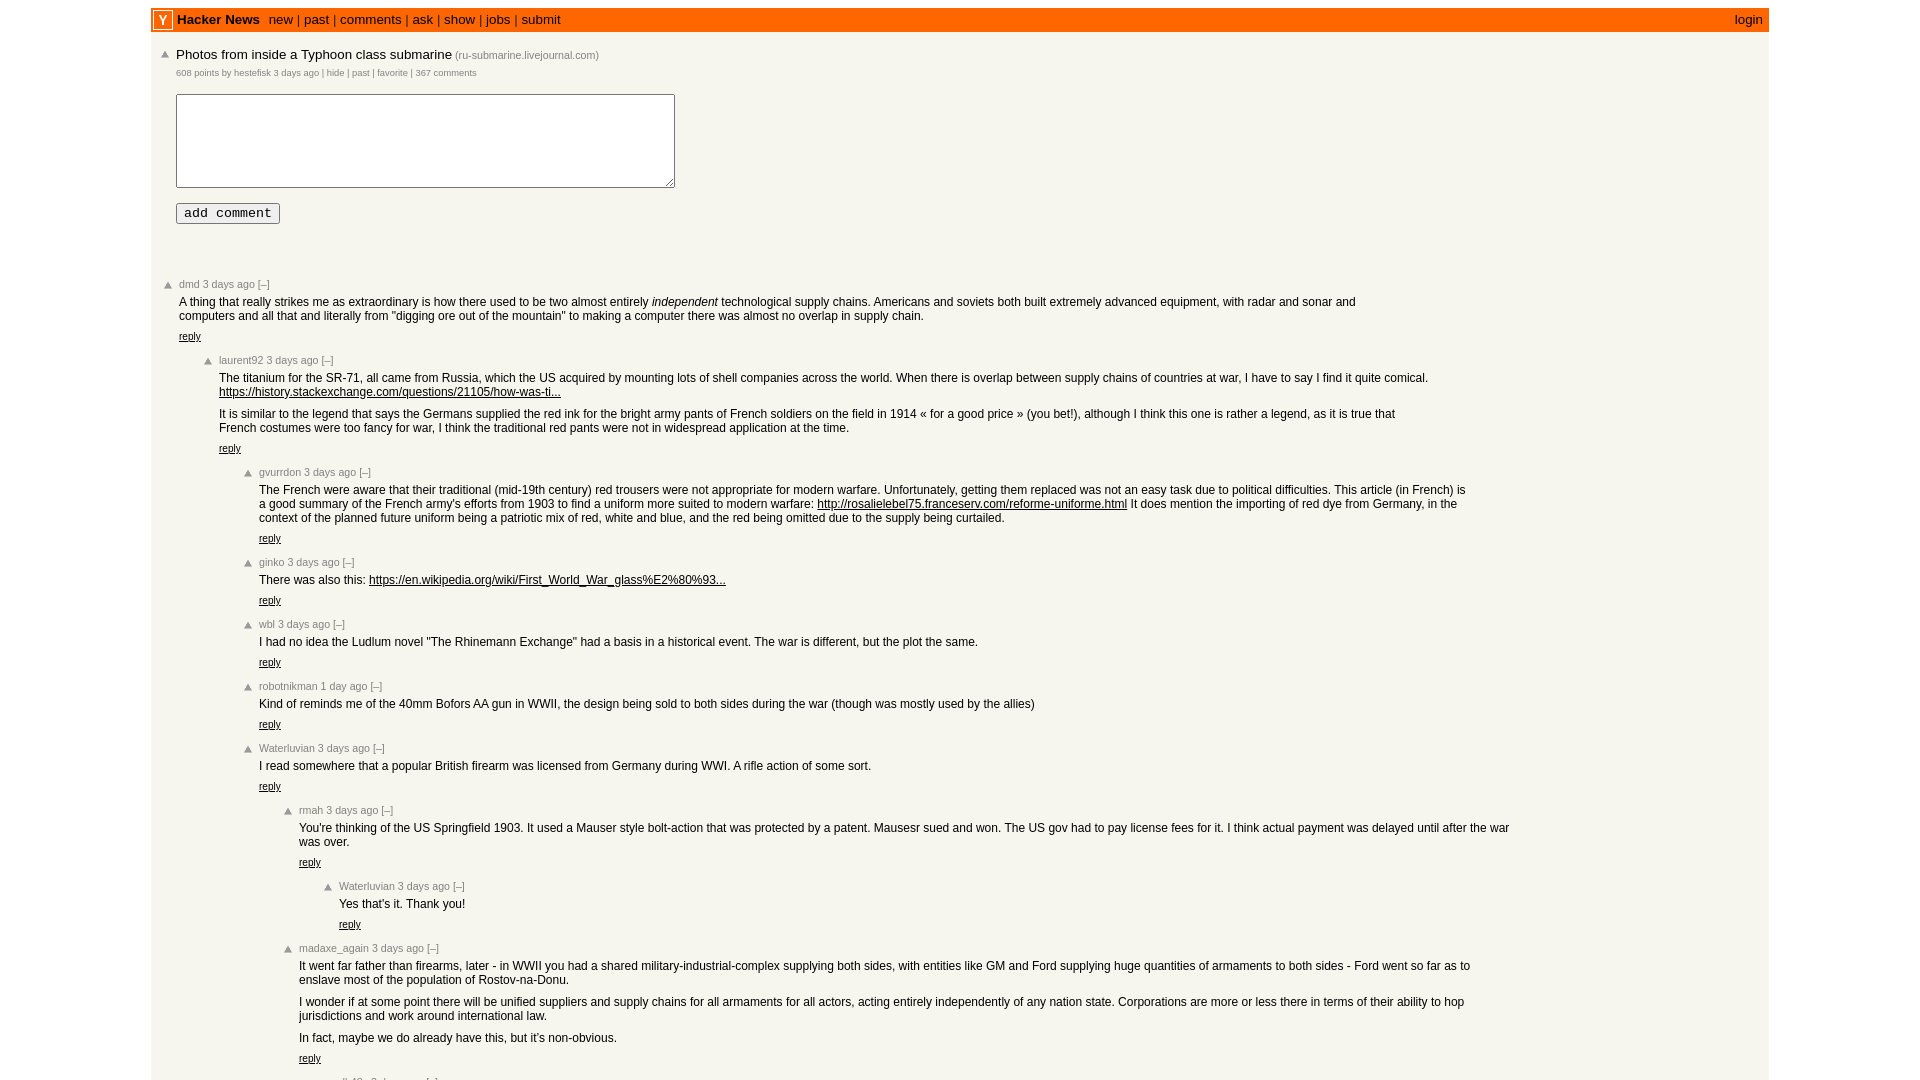 Y Hacker News new | past | comments | ask | show | jobs | submit login
Photos from inside a Typhoon class submarine (ru-submarine.livejournal.com)
608 points by hestefisk 3 days ago | hide | past | favorite | 367 comments
add comment
dmd 3 days ago [–]
A thing that really strikes me as extraordinary is how there used to be two almost entirely independent technological supply chains. Americans and soviets both built extremely advanced equipment, with radar and sonar and
computers and all that and literally from "digging ore out of the mountain" to making a computer there was almost no overlap in supply chain.
reply
laurent92 3 days ago [–]
The titanium for the SR-71, all came from Russia, which the US acquired by mounting lots of shell companies across the world. When there is overlap between supply chains of countries at war, I have to say I find it quite comical.
https://history.stackexchange.com/questions/21105/how-was-ti...
It is similar to the legend that says the Germans supplied the red ink for the bright army pants of French soldiers on the field in 1914 « for a good price » (you bet!), although I think this one is rather a legend, as it is true that
French costumes were too fancy for war, I think the traditional red pants were not in widespread application at the time.
reply
gvurrdon 3 days ago [–]
The French were aware that their traditional (mid-19th century) red trousers were not appropriate for modern warfare. Unfortunately, getting them replaced was not an easy task due to political difficulties. This article (in French) is
a good summary of the French army's efforts from 1903 to find a uniform more suited to modern warfare: http://rosalielebel75.franceserv.com/reforme-uniforme.html It does mention the importing of red dye from Germany, in the
context of the planned future uniform being a patriotic mix of red, white and blue, and the red being omitted due to the supply being curtailed.
reply
ginko 3 days ago [–]
There was also this: https://en.wikipedia.org/wiki/First_World_War_glass%E2%80%93...
reply
wbl 3 days ago [–]
I had no idea the Ludlum novel "The Rhinemann Exchange" had a basis in a historical event. The war is different, but the plot the same.
reply
robotnikman 1 day ago [–]
Kind of reminds me of the 40mm Bofors AA gun in WWII, the design being sold to both sides during the war (though was mostly used by the allies)
reply
Waterluvian 3 days ago [–]
I read somewhere that a popular British firearm was licensed from Germany during WWI. A rifle action of some sort.
reply
rmah 3 days ago [–]
You're thinking of the US Springfield 1903. It used a Mauser style bolt-action that was protected by a patent. Mausesr sued and won. The US gov had to pay license fees for it. I think actual payment was delayed until after the war
was over.
reply
Waterluvian 3 days ago [–]
Yes that's it. Thank you!
reply
madaxe_again 3 days ago [–]
It went far father than firearms, later - in WWII you had a shared military-industrial-complex supplying both sides, with entities like GM and Ford supplying huge quantities of armaments to both sides - Ford went so far as to
enslave most of the population of Rostov-na-Donu.
I wonder if at some point there will be unified suppliers and supply chains for all armaments for all actors, acting entirely independently of any nation state. Corporations are more or less there in terms of their ability to hop
jurisdictions and work around international law.
In fact, maybe we do already have this, but it's non-obvious.
reply